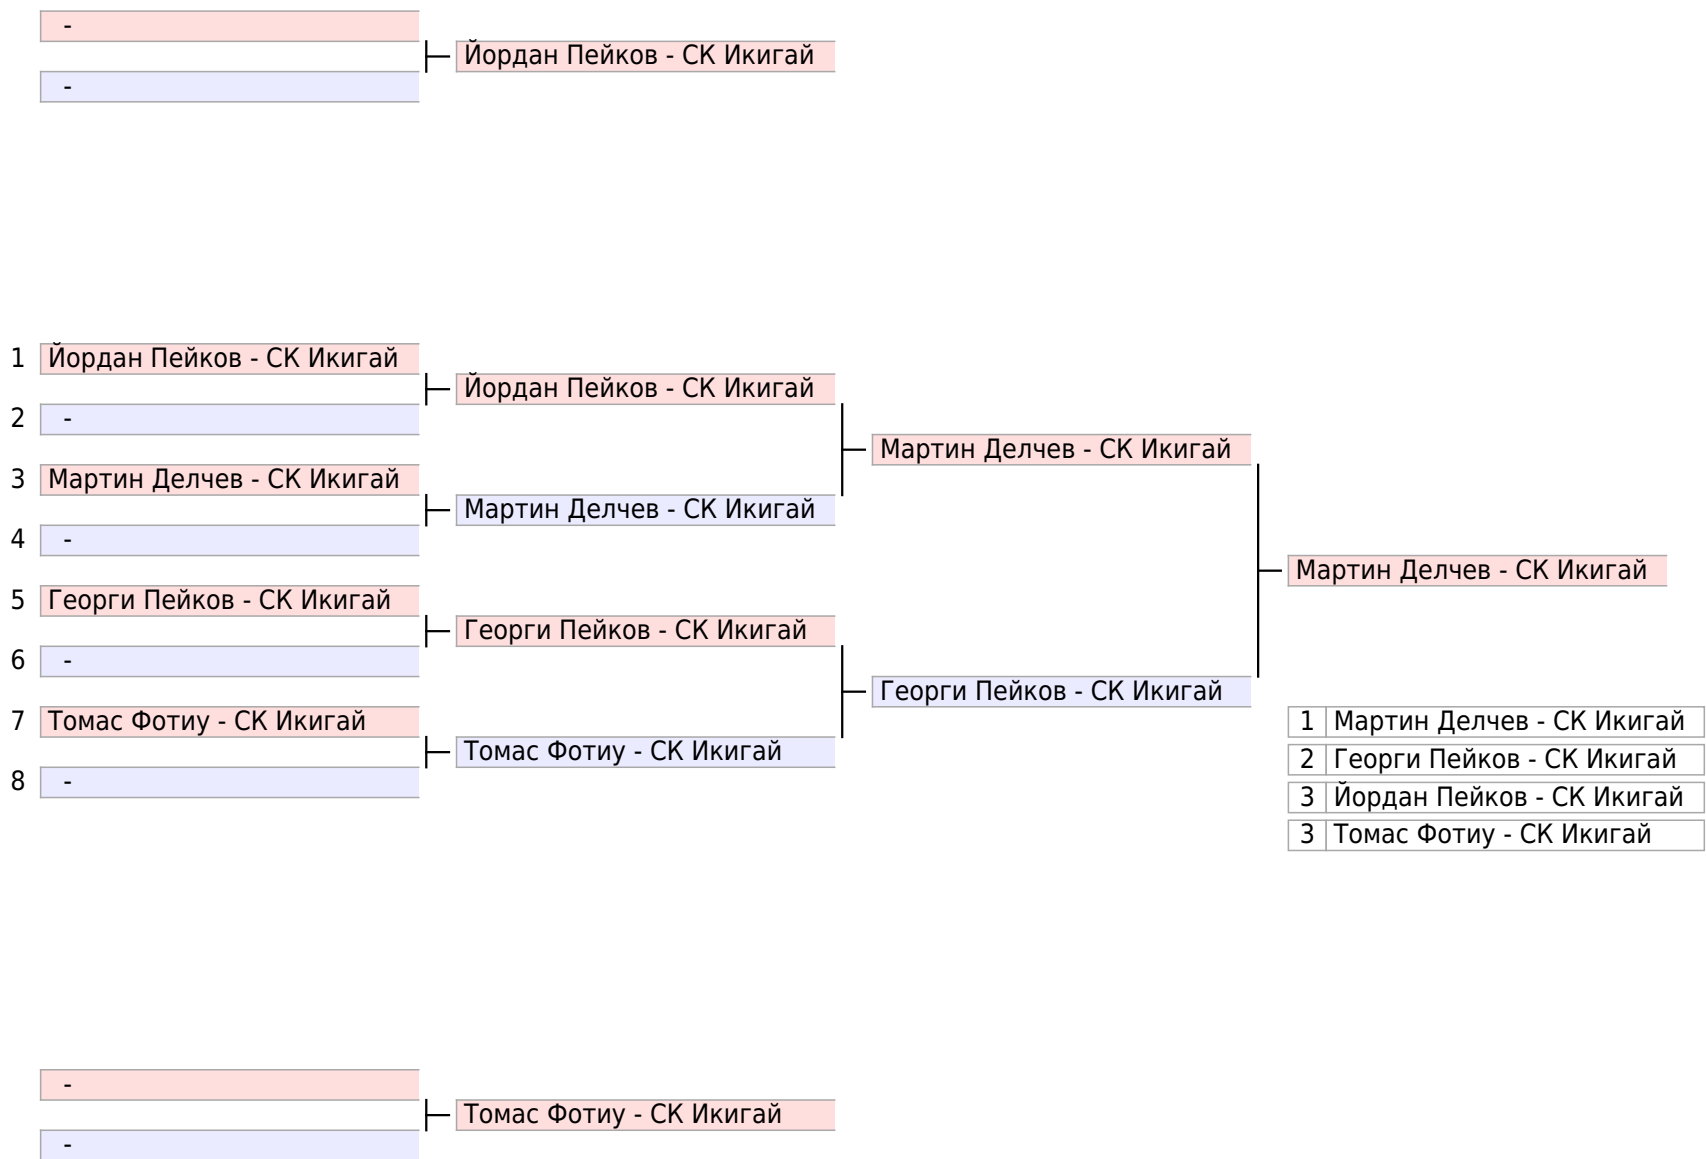 -
Йордан Пейков - СК Икигай
-
1 Йордан Пейков - СК Икигай
Йордан Пейков - СК Икигай
2 -
Мартин Делчев - СК Икигай
3 Мартин Делчев - СК Икигай
Мартин Делчев - СК Икигай
4 -
Мартин Делчев - СК Икигай
5 Георги Пейков - СК Икигай
Георги Пейков - СК Икигай
6 -
Георги Пейков - СК Икигай
7 Томас Фотиу - СК Икигай
Томас Фотиу - СК Икигай
8 -
1 Мартин Делчев - СК Икигай
2 Георги Пейков - СК Икигай
3 Йордан Пейков - СК Икигай
3 Томас Фотиу - СК Икигай
-
Томас Фотиу - СК Икигай
-